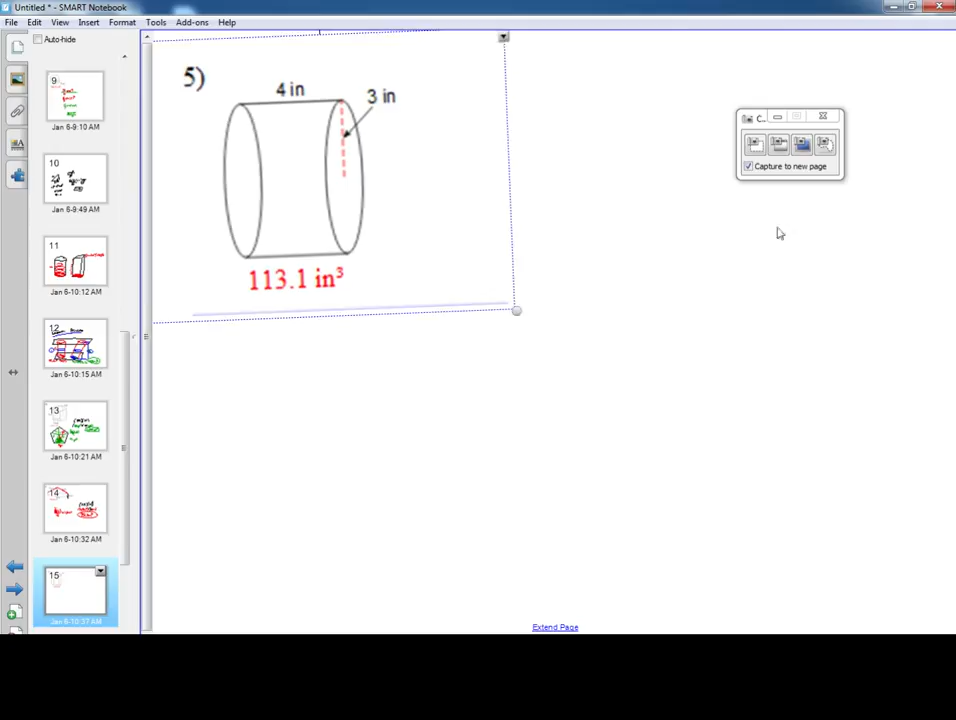 Untitled * - SMART Notebook
File Edit View Insert Format Tools Add-ons Help
Auto-hide
9
Jan 6-9:10 AM
10
Jan 6-9:49 AM
11
Jan 6-10:12 AM
12
Jan 6-10:15 AM
13
Jan 6-10:21 AM
14
Jan 6-10:32 AM
15
Jan 6-10:37 AM
5)
4 in
3 in
113.1 in³
C..
Capture to new page
Extend Page